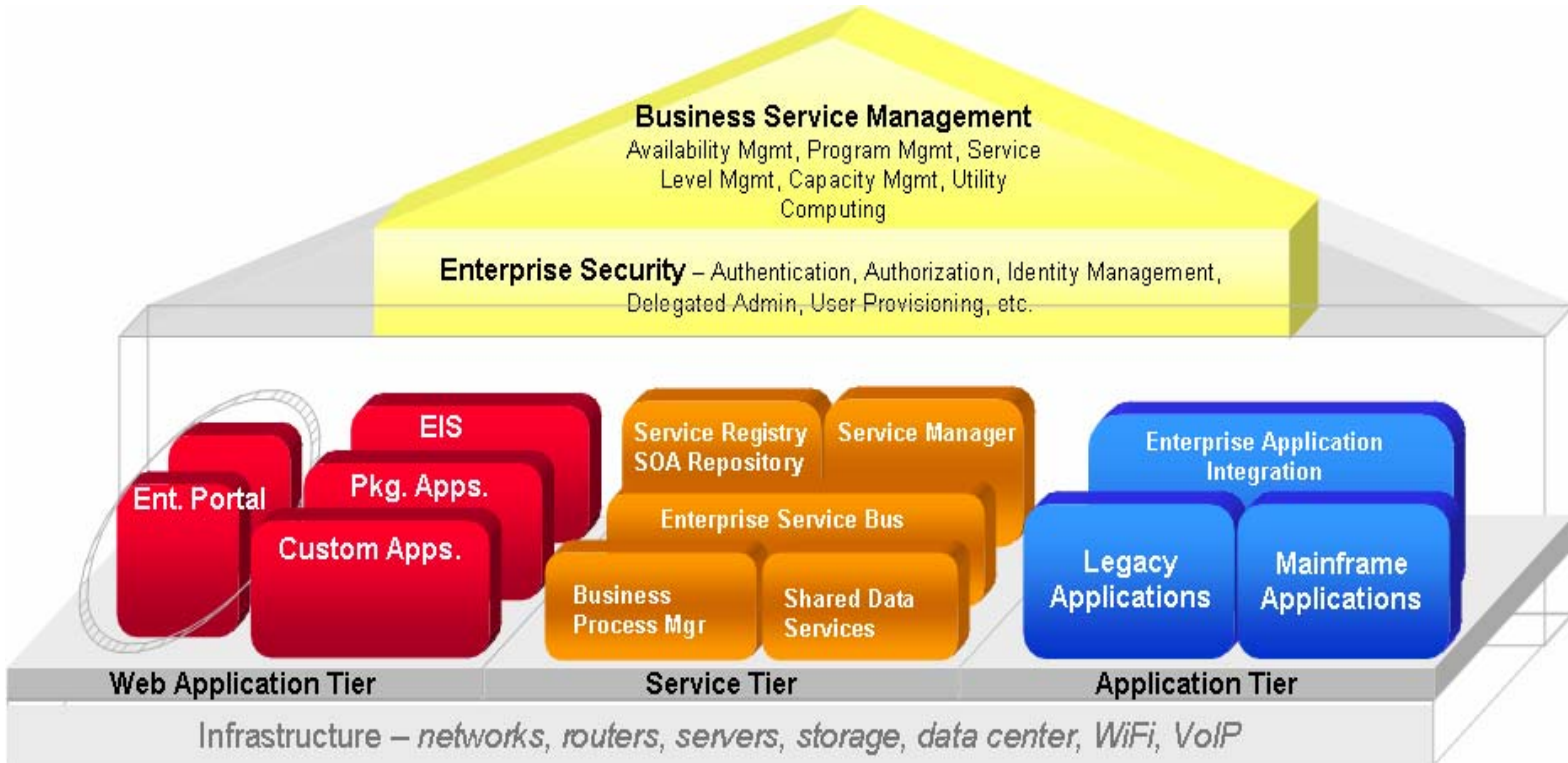 Business Service Management
Availability Mgmt, Program Mgmt, Service
Level Mgmt, Capacity Mgmt, Utility
Computing
Enterprise Security – Authentication, Authorization, Identity Management,
Delegated Admin, User Provisioning, etc.
Ent. Portal
EIS
Pkg. Apps.
Custom Apps.
Service Registry
SOA Repository
Service Manager
Enterprise Service Bus
Business
Process Mgr
Shared Data
Services
Enterprise Application
Integration
Legacy
Applications
Mainframe
Applications
Web Application Tier
Service Tier
Application Tier
Infrastructure – networks, routers, servers, storage, data center, WiFi, VoIP